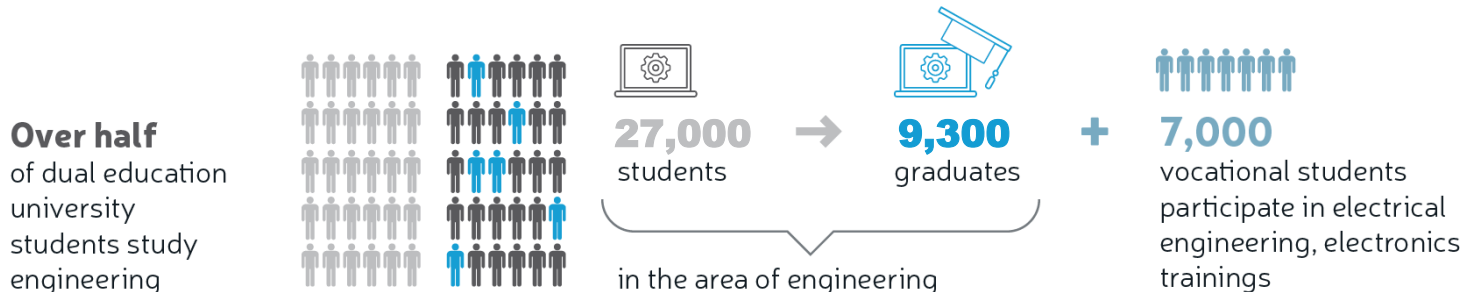 Over half
of dual education
university
students study
engineering
27,000
students
9,300
graduates
in the area of engineering
+
7,000
vocational students
participate in electrical
engineering, electronics
trainings